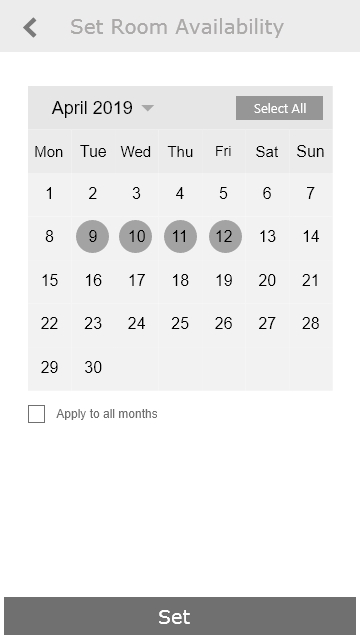 Set Room Availability
April 2019 Select All
Mon Tue Wed Thu Fri Sat Sun
1 2 3 4 5 6 7
8 9 10 11 12 13 14
15 16 17 18 19 20 21
22 23 24 25 26 27 28
29 30
Apply to all months
Set